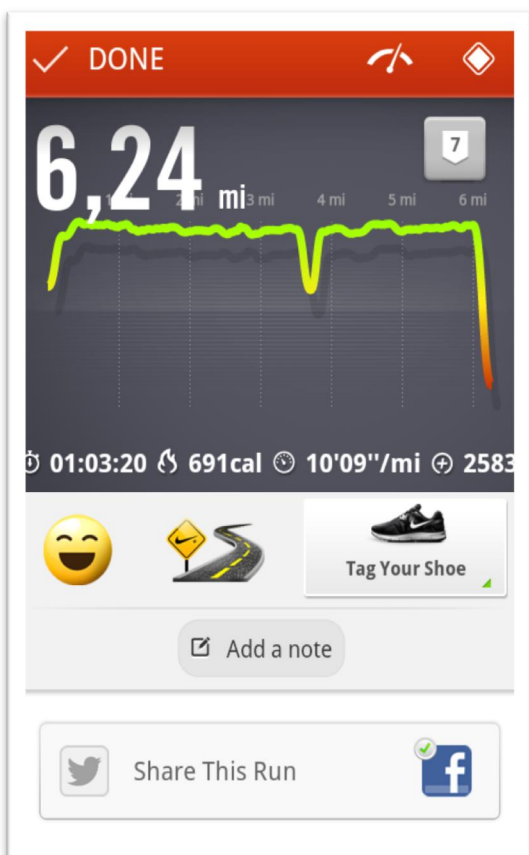 DONE
7
6,24 mi
2 mi 3 mi 4 mi 5 mi 6 mi
01:03:20 691cal 10'09"/mi 2583
Tag Your Shoe
Add a note
Share This Run
f